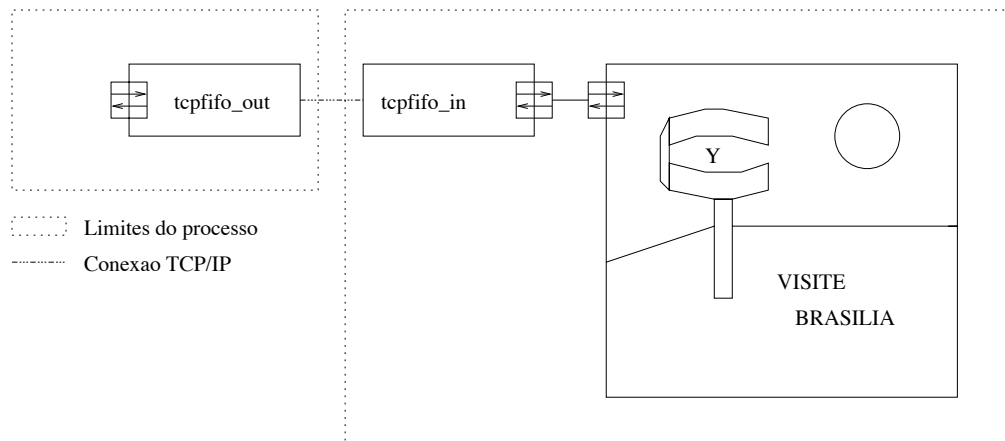 tcpfifo_out
tcpfifo_in
Y
Limites do processo
Conexao TCP/IP
VISITE
BRASILIA